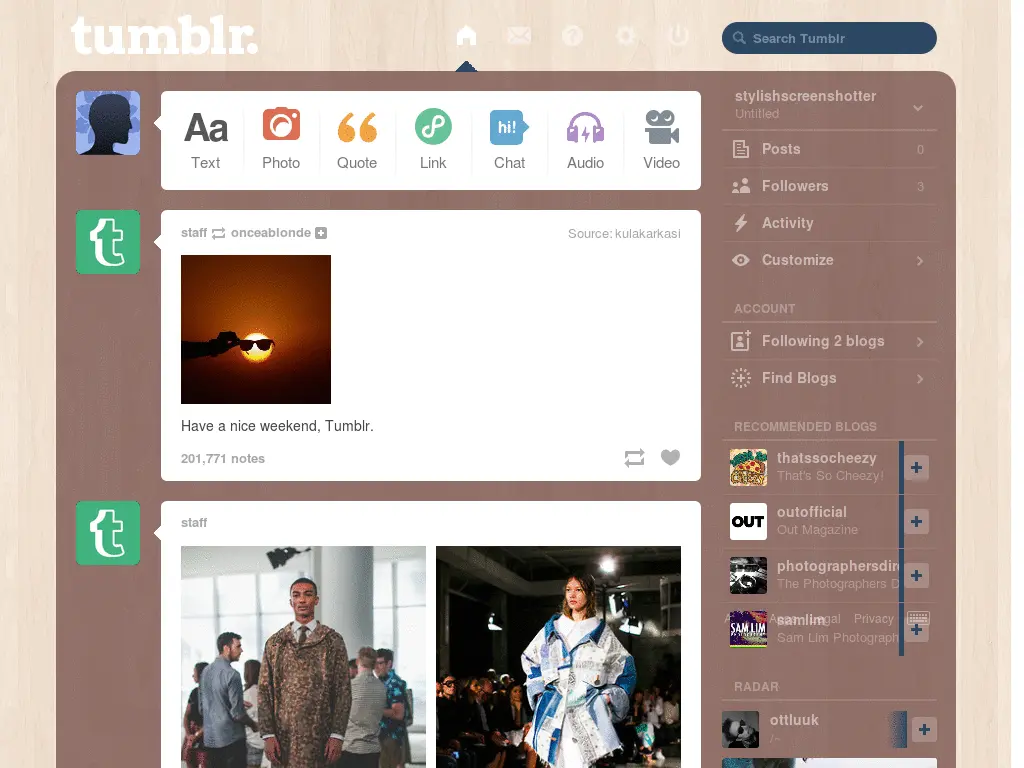 tumblr.
Search Tumblr
Aa
hi!
Text
Photo
Quote
Link
Chat
Audio
Video
stylishscreenshotter
Untitled
Posts 0
Followers 3
Activity
Customize
ACCOUNT
Following 2 blogs
Find Blogs
RECOMMENDED BLOGS
thatssocheezy
That's So Cheezy!
OUT
outofficial
Out Magazine
photographersdire
The Photographers D
SAM LIM
samlim
Legal Privacy
Sam Lim Photograph
RADAR
ottluuk
/~
t
staff onceablonde
Source: kulakarkasi
Have a nice weekend, Tumblr.
201,771 notes
t
staff